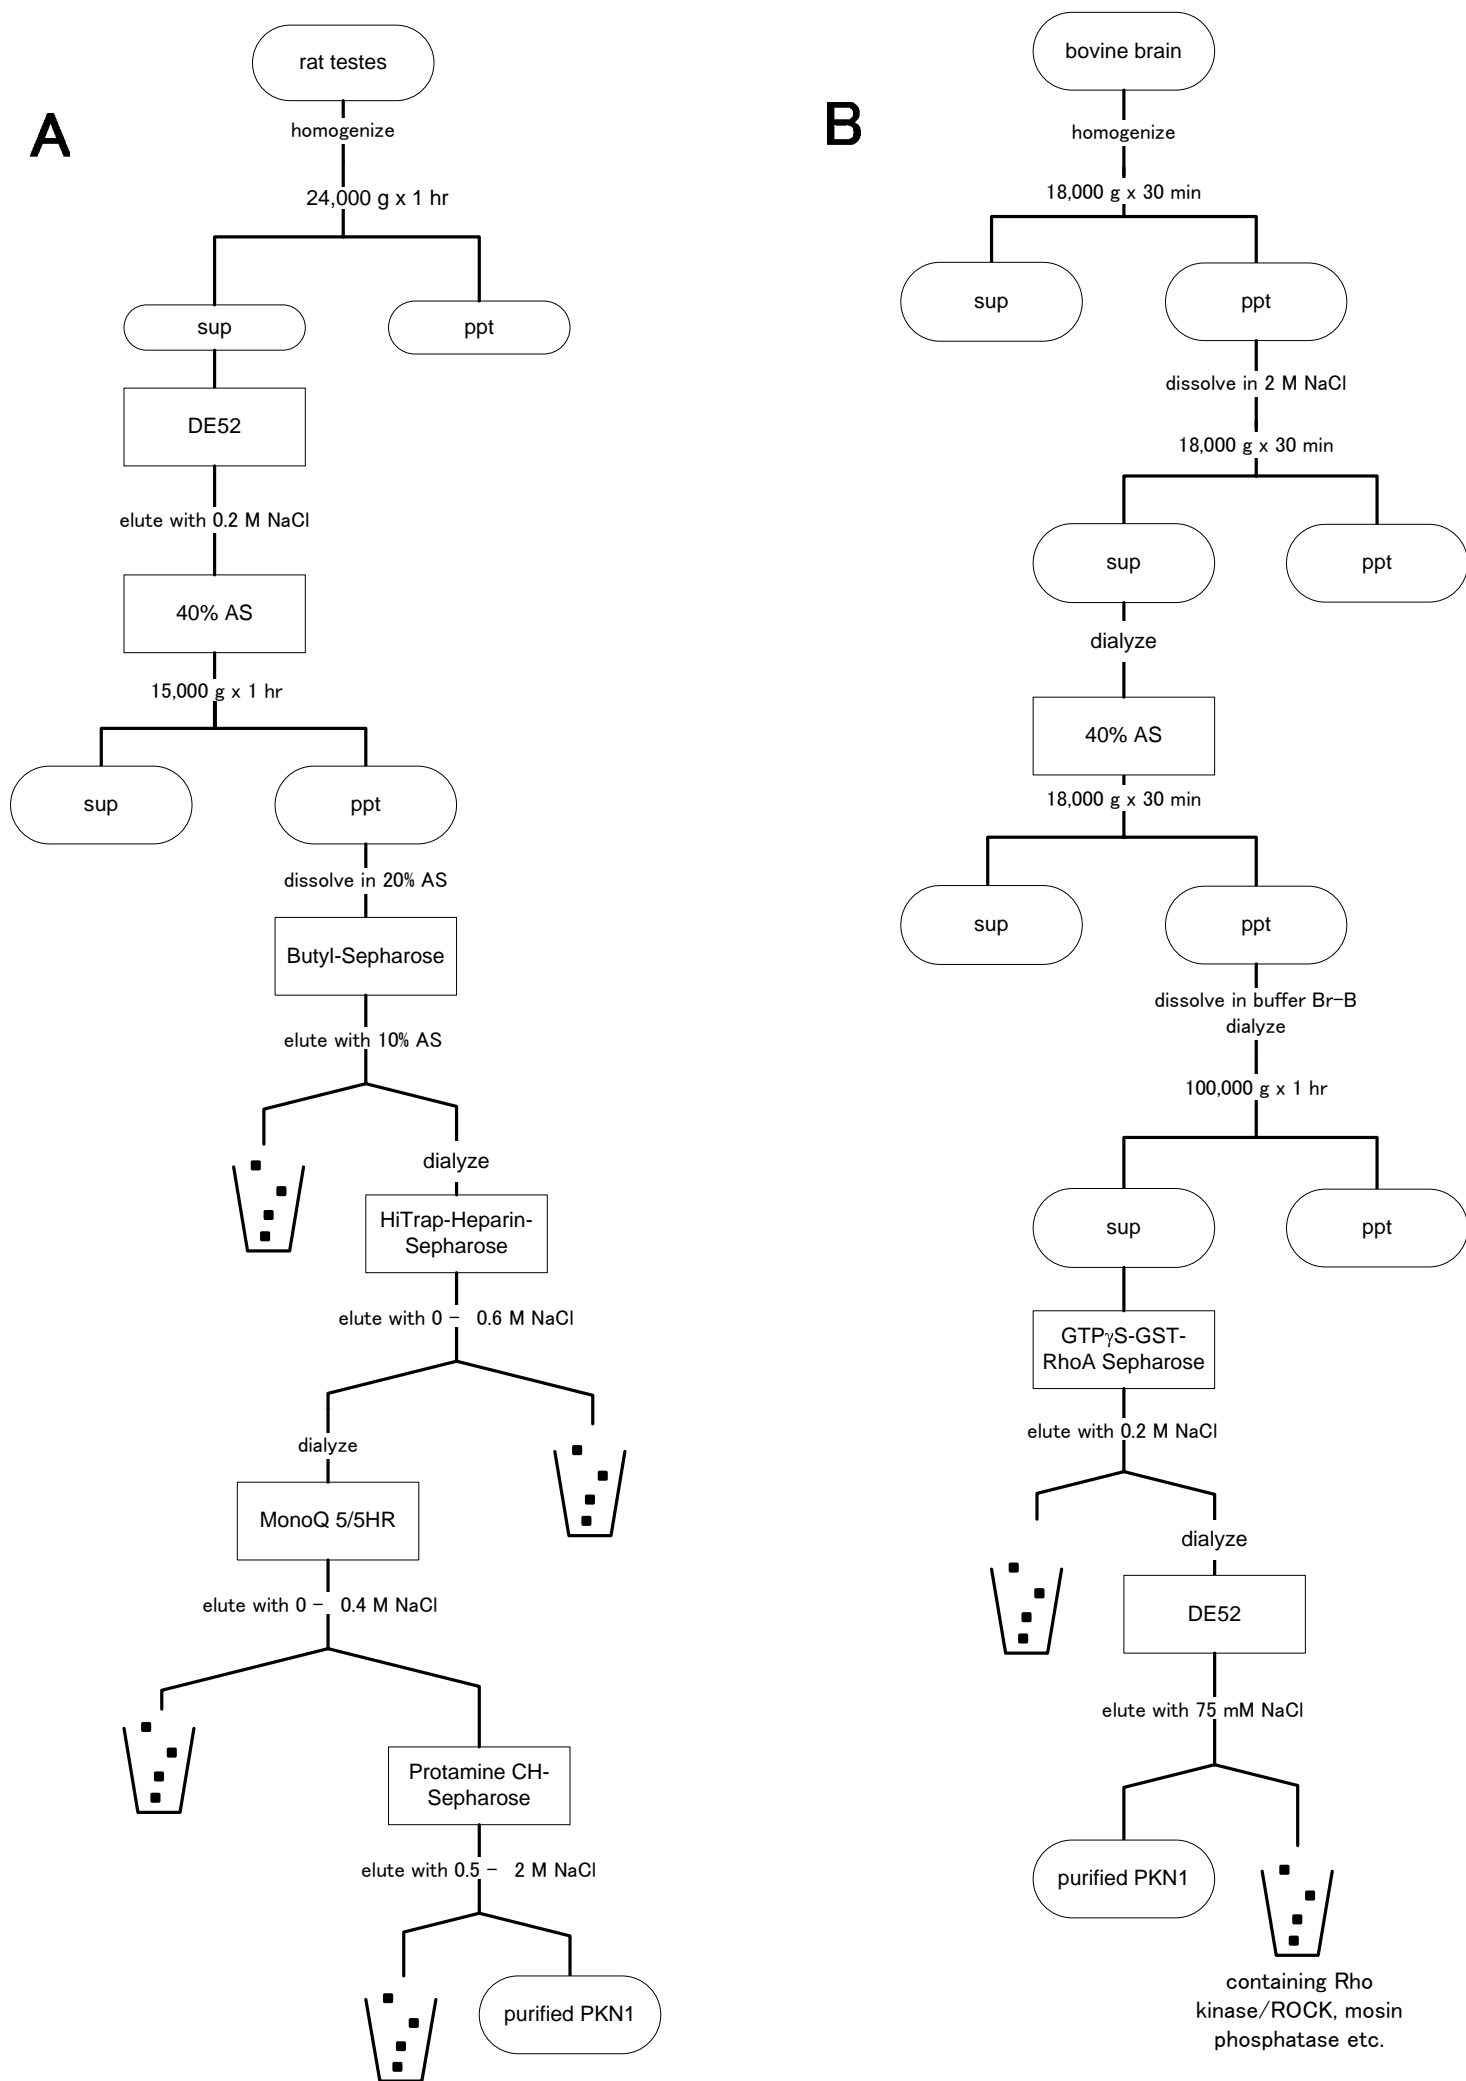 A
rat testes
homogenize
24,000 g x 1 hr
sup
ppt
DE52
elute with 0.2 M NaCl
40% AS
15,000 g x 1 hr
sup
ppt
dissolve in 20% AS
Butyl-Sepharose
elute with 10% AS
dialyze
HiTrap-Heparin-
Sepharose
elute with 0 - 0.6 M NaCl
dialyze
MonoQ 5/5HR
elute with 0 - 0.4 M NaCl
Protamine CH-
Sepharose
elute with 0.5 - 2 M NaCl
purified PKN1
B
bovine brain
homogenize
18,000 g x 30 min
sup
ppt
dissolve in 2 M NaCl
18,000 g x 30 min
sup
ppt
dialyze
40% AS
18,000 g x 30 min
sup
ppt
dissolve in buffer Br-B
dialyze
100,000 g x 1 hr
sup
ppt
GTPγS-GST-
RhoA Sepharose
elute with 0.2 M NaCl
dialyze
DE52
elute with 75 mM NaCl
purified PKN1
containing Rho
kinase/ROCK, mosin
phosphatase etc.